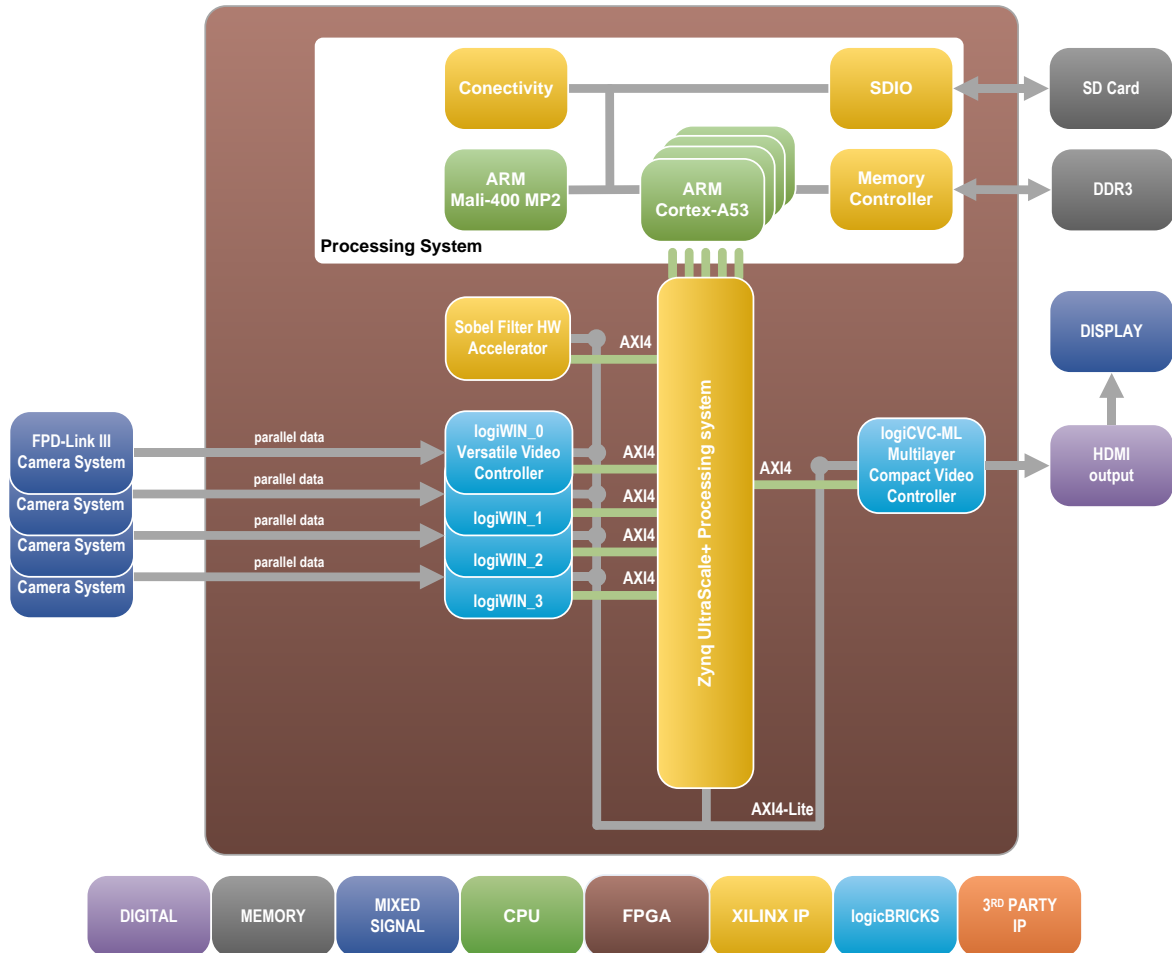 Conectivity
SDIO
SD Card
ARM
Mali-400 MP2
ARM
Cortex-A53
Memory
Controller
DDR3
Processing System
Sobel Filter HW
Accelerator
AXI4
DISPLAY
FPD-Link III
Camera System
Camera System
Camera System
Camera System
parallel data
parallel data
parallel data
parallel data
logiWIN_0
Versatile Video
Controller
logiWIN_1
logiWIN_2
logiWIN_3
AXI4
AXI4
AXI4
AXI4
Zynq UltraScale+ Processing system
AXI4
logiCVC-ML
Multilayer
Compact Video
Controller
HDMI
output
AXI4-Lite
DIGITAL
MEMORY
MIXED
SIGNAL
CPU
FPGA
XILINX IP
logicBRICKS
3RD PARTY
IP